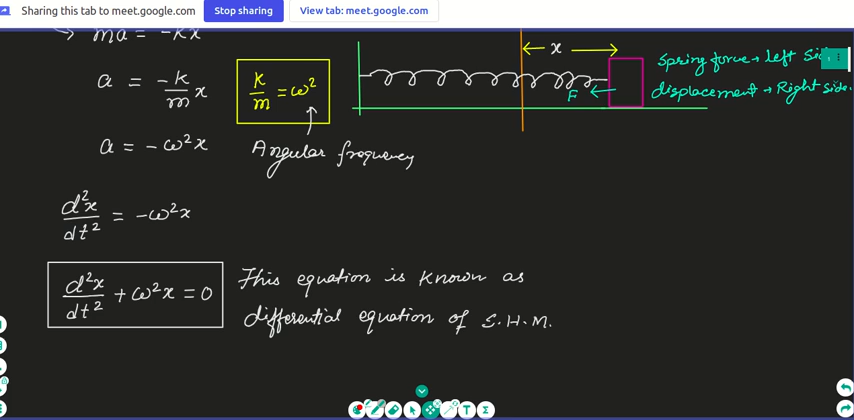 Sharing this tab to meet.google.com
Stop sharing
View tab: meet.google.com
→ ma = -kx
a = -k/m x
k/m = ω²
a = -ω²x
Angular frequency
x
F
Spring force → Left
displacement → Right side.
d²x/dt² = -ω²x
d²x/dt² + ω²x = 0
This equation is known as
differential equation of S.H.M.
T
Σ